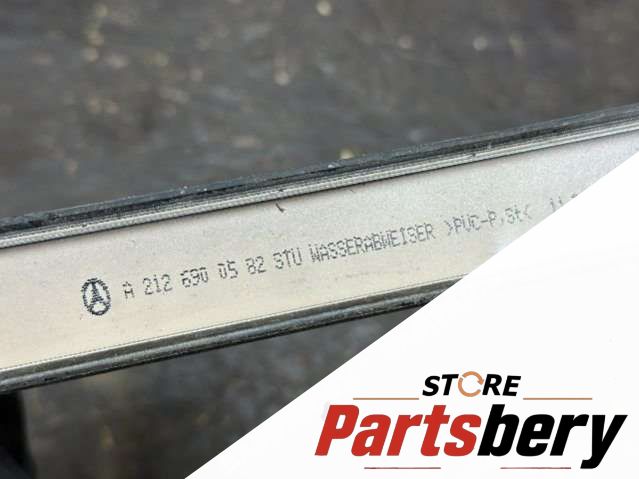 A 212 690 05 82 STU WASSERABWEISER >PVC-P,St<
STORE
Partsbery